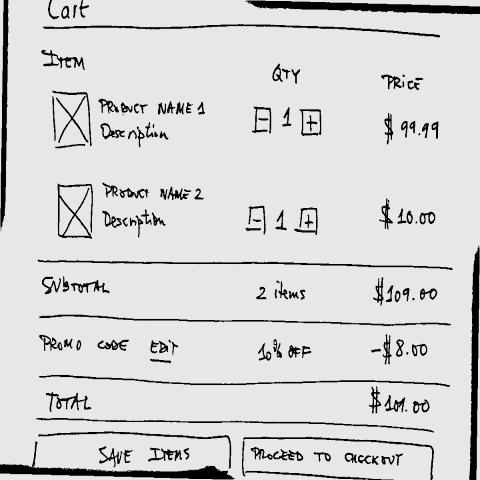 Cart
ITEM QTY PRICE
PRODUCT NAME 1
Description
- 1 +
$99.99
PRODUCT NAME 2
Description
- 1 +
$10.00
SUBTOTAL 2 items $109.00
PROMO CODE EDIT 10% OFF -$8.00
TOTAL $101.00
SAVE ITEMS PROCEED TO CHECKOUT